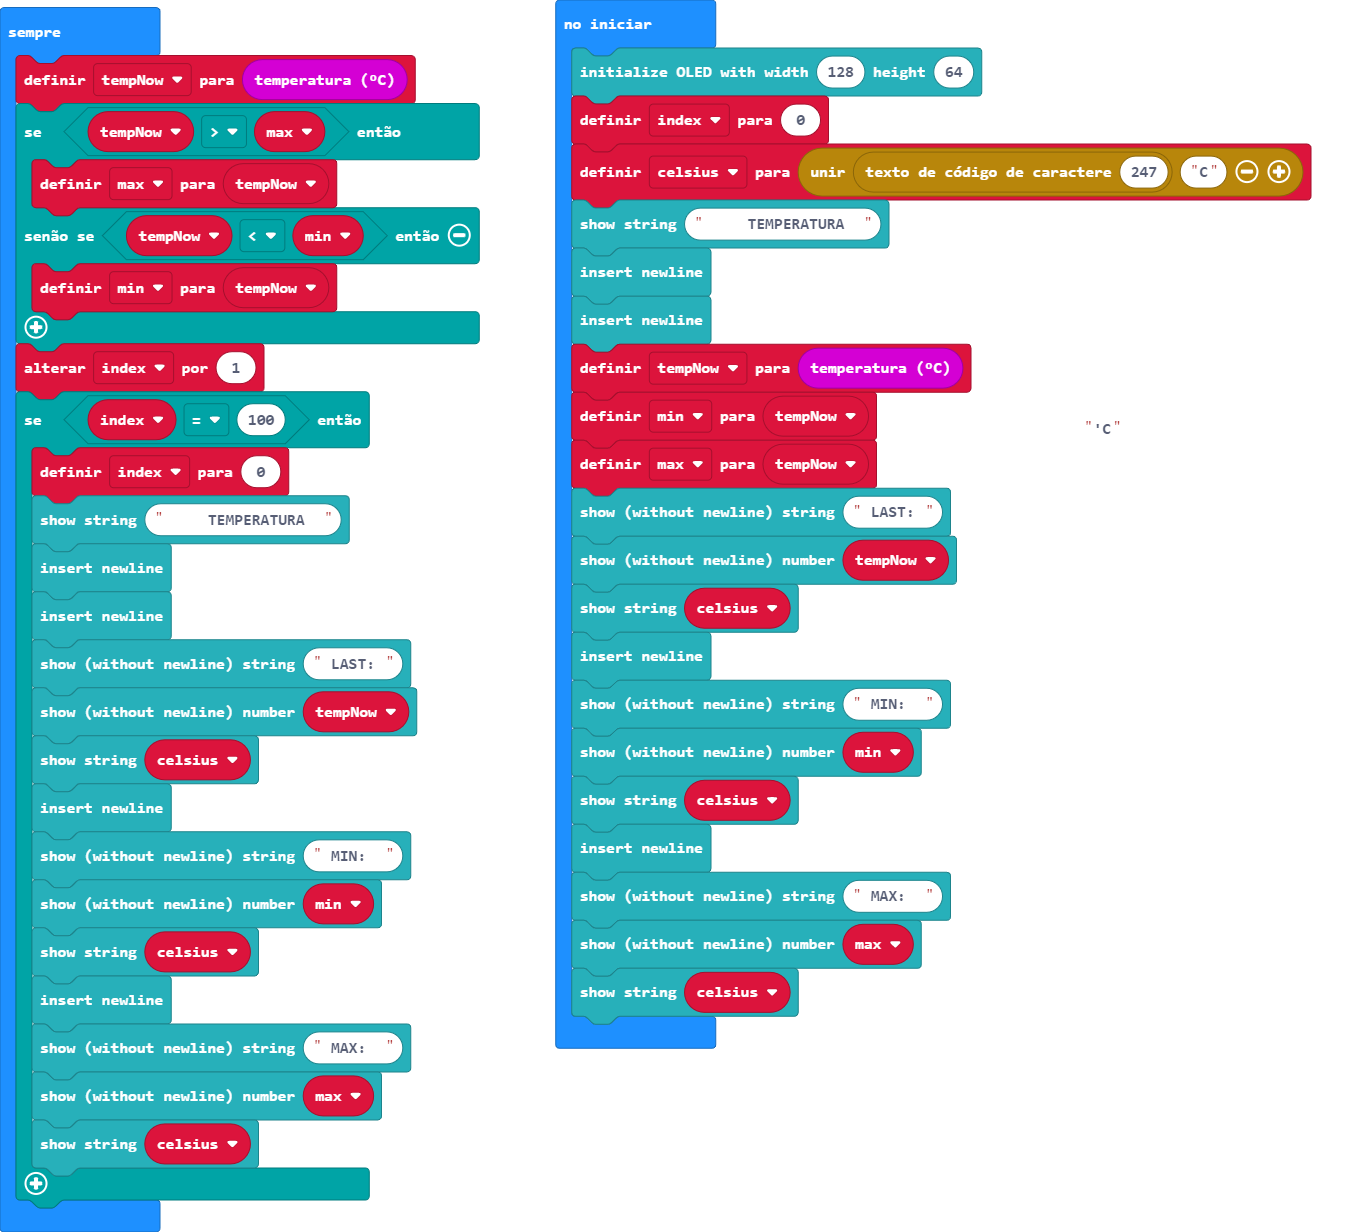 sempre
definir tempNow para temperatura (ºC)
se tempNow > max então
definir max para tempNow
senão se tempNow < min então
definir min para tempNow
alterar index por 1
se index = 100 então
definir index para 0
show string "     TEMPERATURA  "
insert newline
insert newline
show (without newline) string " LAST: "
show (without newline) number tempNow
show string celsius
insert newline
show (without newline) string " MIN:  "
show (without newline) number min
show string celsius
insert newline
show (without newline) string " MAX:  "
show (without newline) number max
show string celsius
no iniciar
initialize OLED with width 128 height 64
definir index para 0
definir celsius para unir texto de código de caractere 247 "C"
show string "     TEMPERATURA  "
insert newline
insert newline
definir tempNow para temperatura (ºC)
definir min para tempNow
definir max para tempNow
show (without newline) string " LAST: "
show (without newline) number tempNow
show string celsius
insert newline
show (without newline) string " MIN:  "
show (without newline) number min
show string celsius
insert newline
show (without newline) string " MAX:  "
show (without newline) number max
show string celsius
"'C"